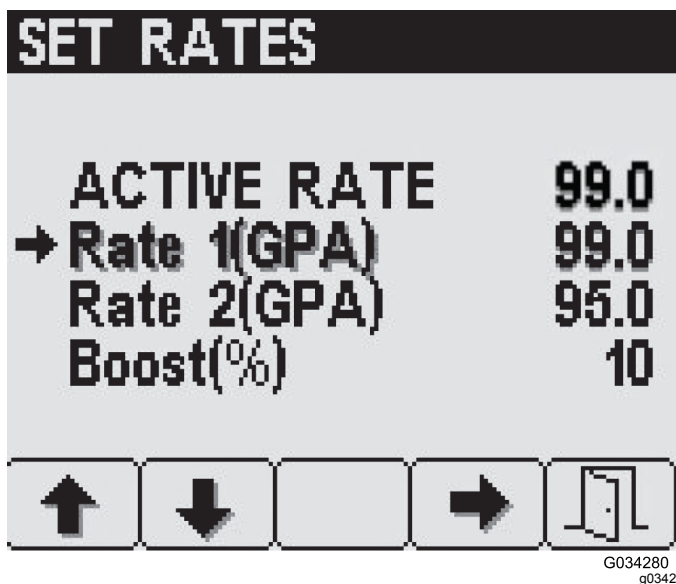 SET RATES
ACTIVE RATE 99.0
Rate 1(GPA) 99.0
Rate 2(GPA) 95.0
Boost(%) 10
G034280
g0342